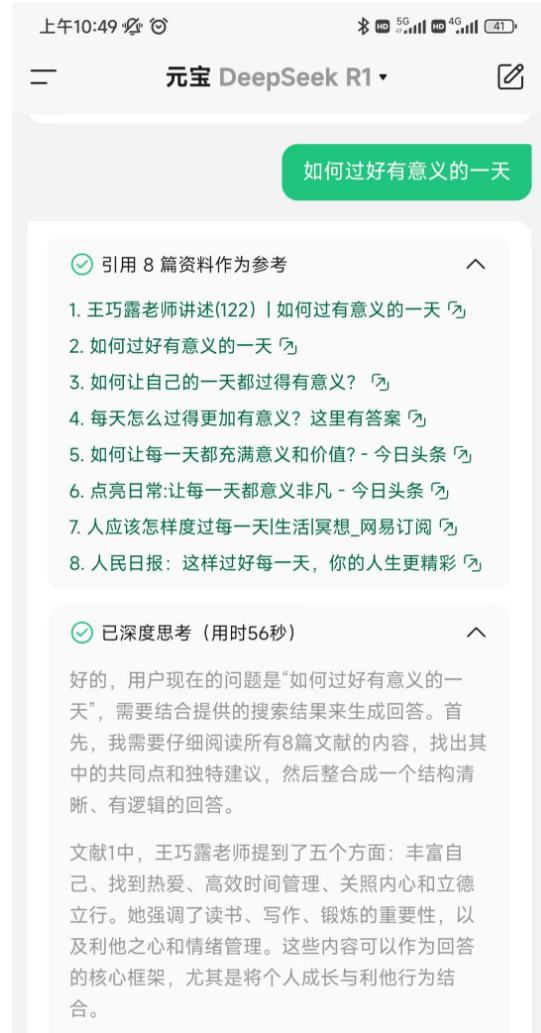 上午10:49 HD 5G HD 4G 41
元宝 DeepSeek R1
如何过好有意义的一天
引用 8 篇资料作为参考
1. 王巧露老师讲述(122) | 如何过有意义的一天
2. 如何过好有意义的一天
3. 如何让自己的一天都过得有意义？
4. 每天怎么过得更加有意义？这里有答案
5. 如何让每一天都充满意义和价值? - 今日头条
6. 点亮日常:让每一天都意义非凡 - 今日头条
7. 人应该怎样度过每一天|生活|冥想_网易订阅
8. 人民日报：这样过好每一天，你的人生更精彩
已深度思考（用时56秒）
好的，用户现在的问题是“如何过好有意义的一
天”，需要结合提供的搜索结果来生成回答。首
先，我需要仔细阅读所有8篇文献的内容，找出其
中的共同点和独特建议，然后整合成一个结构清
晰、有逻辑的回答。
文献1中，王巧露老师提到了五个方面：丰富自
己、找到热爱、高效时间管理、关照内心和立德
立行。她强调了读书、写作、锻炼的重要性，以
及利他之心和情绪管理。这些内容可以作为回答
的核心框架，尤其是将个人成长与利他行为结
合。